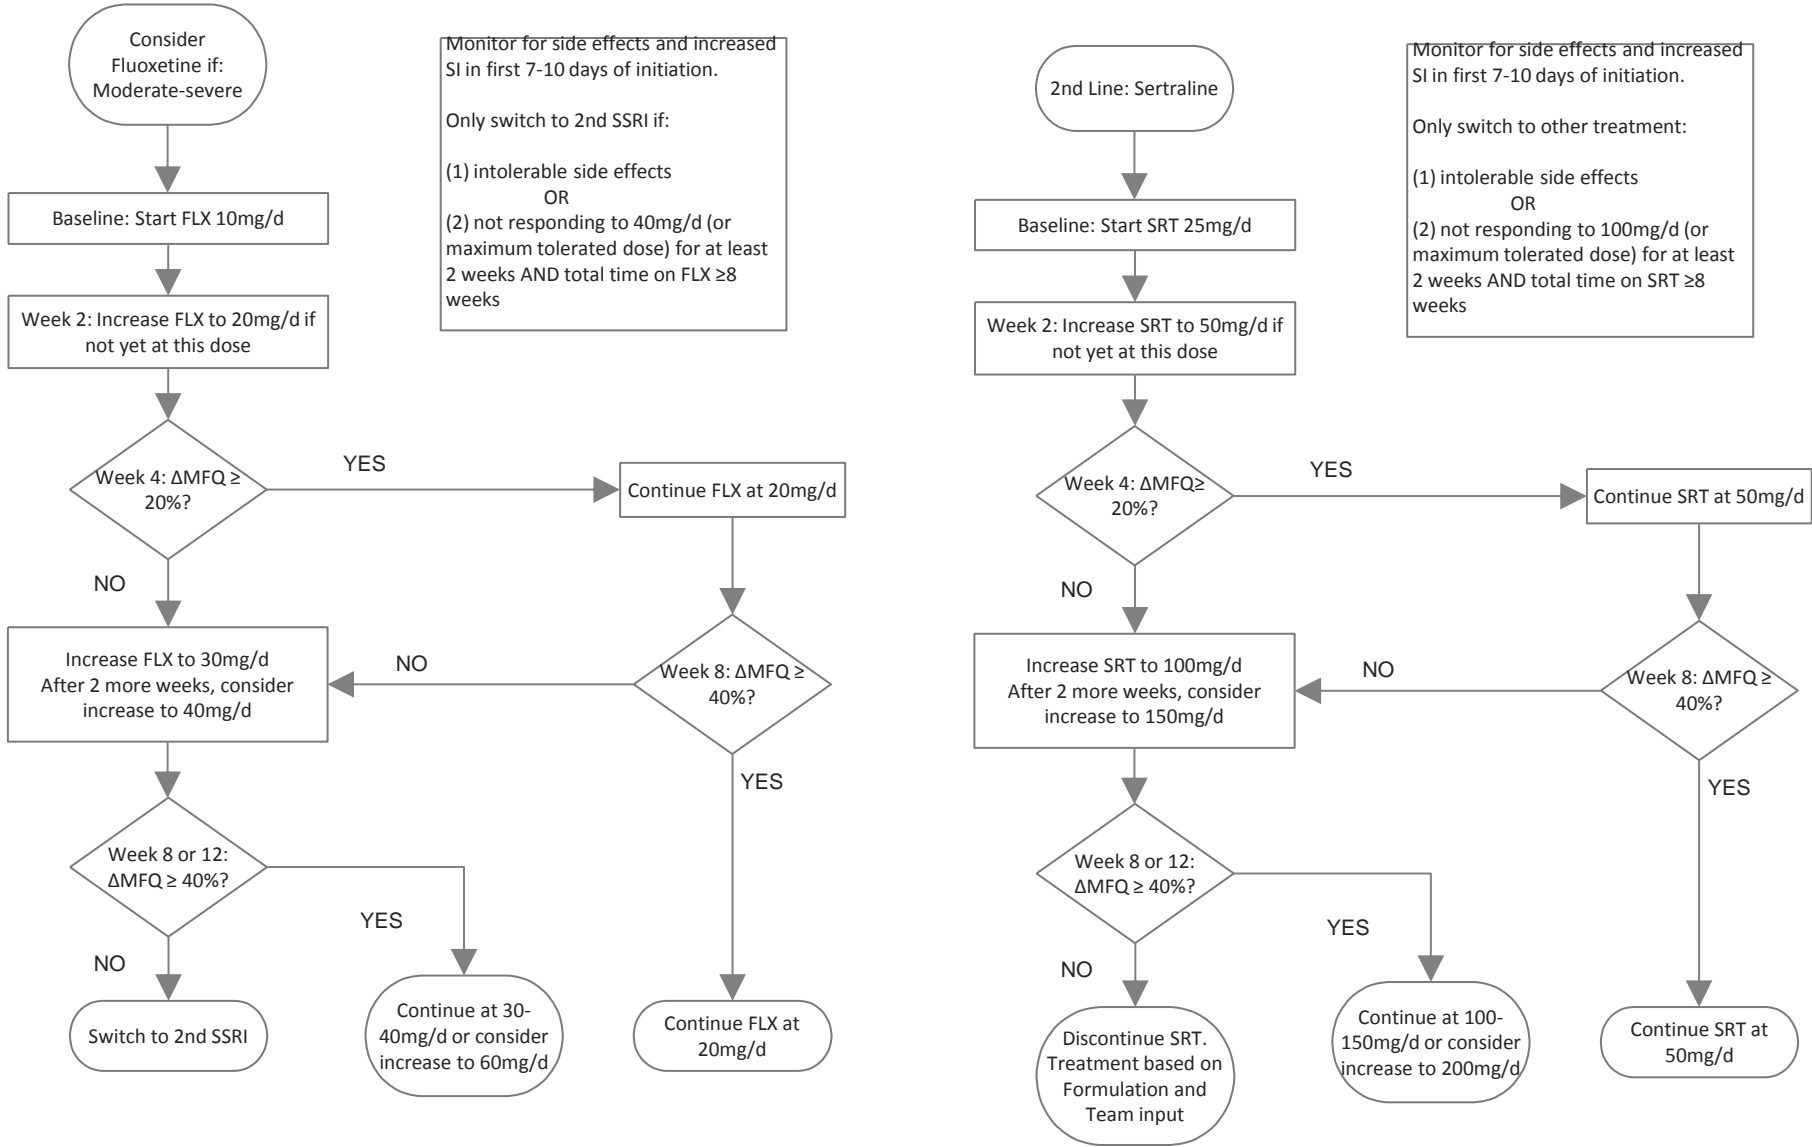 Consider
Fluoxetine if:
Moderate-severe
Monitor for side effects and increased
SI in first 7-10 days of initiation.
Only switch to 2nd SSRI if:
(1) intolerable side effects
OR
(2) not responding to 40mg/d (or
maximum tolerated dose) for at least
2 weeks AND total time on FLX ≥8
weeks
Baseline: Start FLX 10mg/d
Week 2: Increase FLX to 20mg/d if
not yet at this dose
Week 4: ΔMFQ ≥
20%?
YES
Continue FLX at 20mg/d
NO
Increase FLX to 30mg/d
After 2 more weeks, consider
increase to 40mg/d
NO
Week 8: ΔMFQ ≥
40%?
YES
Week 8 or 12:
ΔMFQ ≥ 40%?
YES
NO
Switch to 2nd SSRI
Continue at 30-
40mg/d or consider
increase to 60mg/d
Continue FLX at
20mg/d
2nd Line: Sertraline
Monitor for side effects and increased
SI in first 7-10 days of initiation.
Only switch to other treatment:
(1) intolerable side effects
OR
(2) not responding to 100mg/d (or
maximum tolerated dose) for at least
2 weeks AND total time on SRT ≥8
weeks
Baseline: Start SRT 25mg/d
Week 2: Increase SRT to 50mg/d if
not yet at this dose
Week 4: ΔMFQ≥
20%?
YES
Continue SRT at 50mg/d
NO
Increase SRT to 100mg/d
After 2 more weeks, consider
increase to 150mg/d
NO
Week 8: ΔMFQ ≥
40%?
YES
Week 8 or 12:
ΔMFQ ≥ 40%?
YES
NO
Discontinue SRT.
Treatment based on
Formulation and
Team input
Continue at 100-
150mg/d or consider
increase to 200mg/d
Continue SRT at
50mg/d